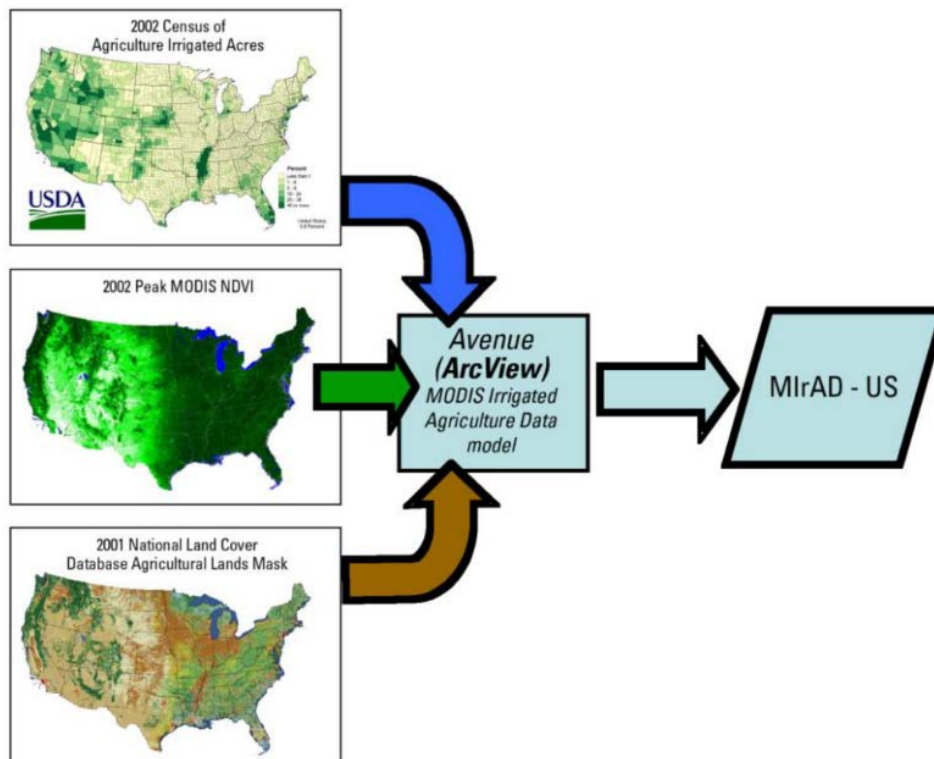 2002 Census of
Agriculture Irrigated Acres
Percent
USDA
2002 Peak MODIS NDVI
Avenue
(ArcView)
MODIS Irrigated
Agriculture Data
model
MIrAD - US
2001 National Land Cover
Database Agricultural Lands Mask